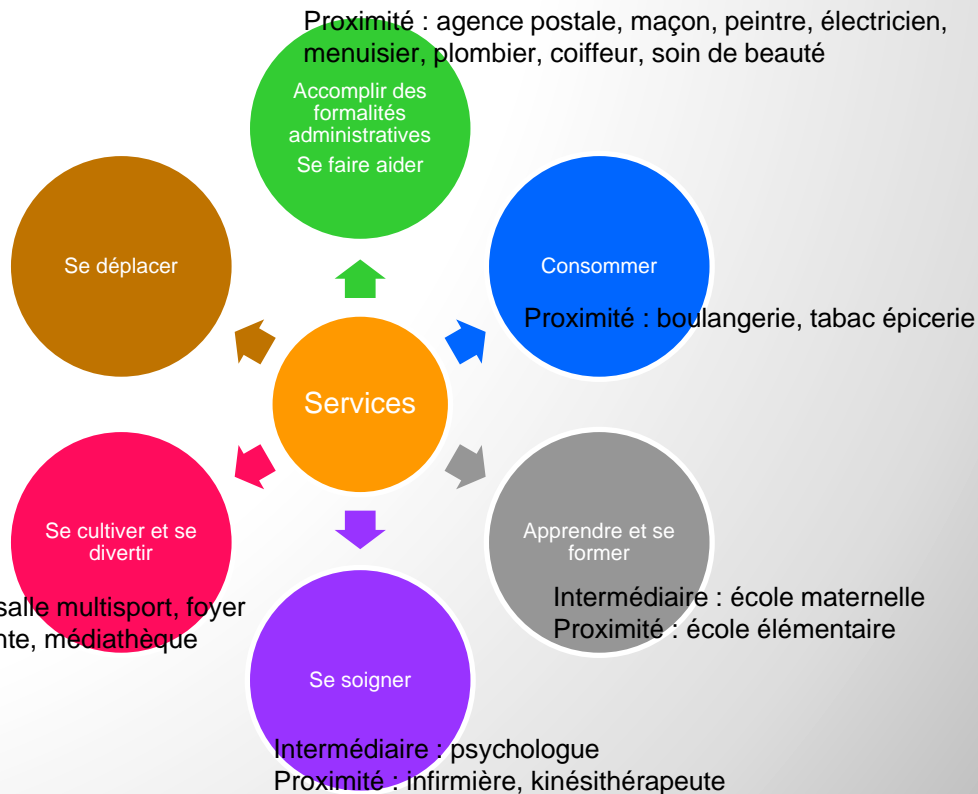 Proximité : agence postale, maçon, peintre, électricien,
menuisier, plombier, coiffeur, soin de beauté
Accomplir des
formalités
administratives
Se faire aider
Se déplacer
Consommer
Proximité : boulangerie, tabac épicerie
Services
Se cultiver et se
divertir
salle multisport, foyer
médiathèque
Apprendre et se
former
Intermédiaire : école maternelle
Proximité : école élémentaire
Se soigner
Intermédiaire : psychologue
Proximité : infirmière, kinésithérapeute